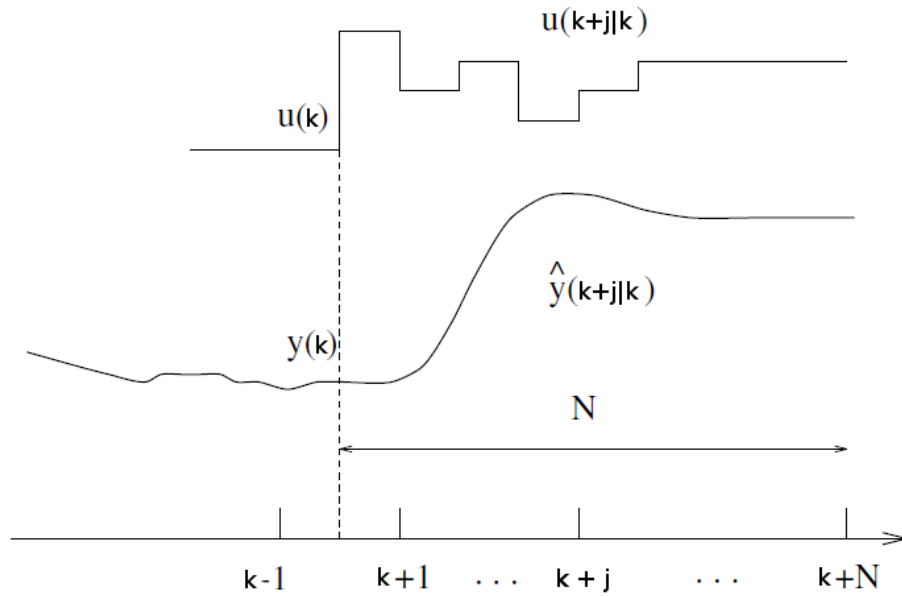 u(k+j|k)
u(k)
^
y(k+j|k)
y(k)
N
k-1 k+1 . . . k + j . . . k+N